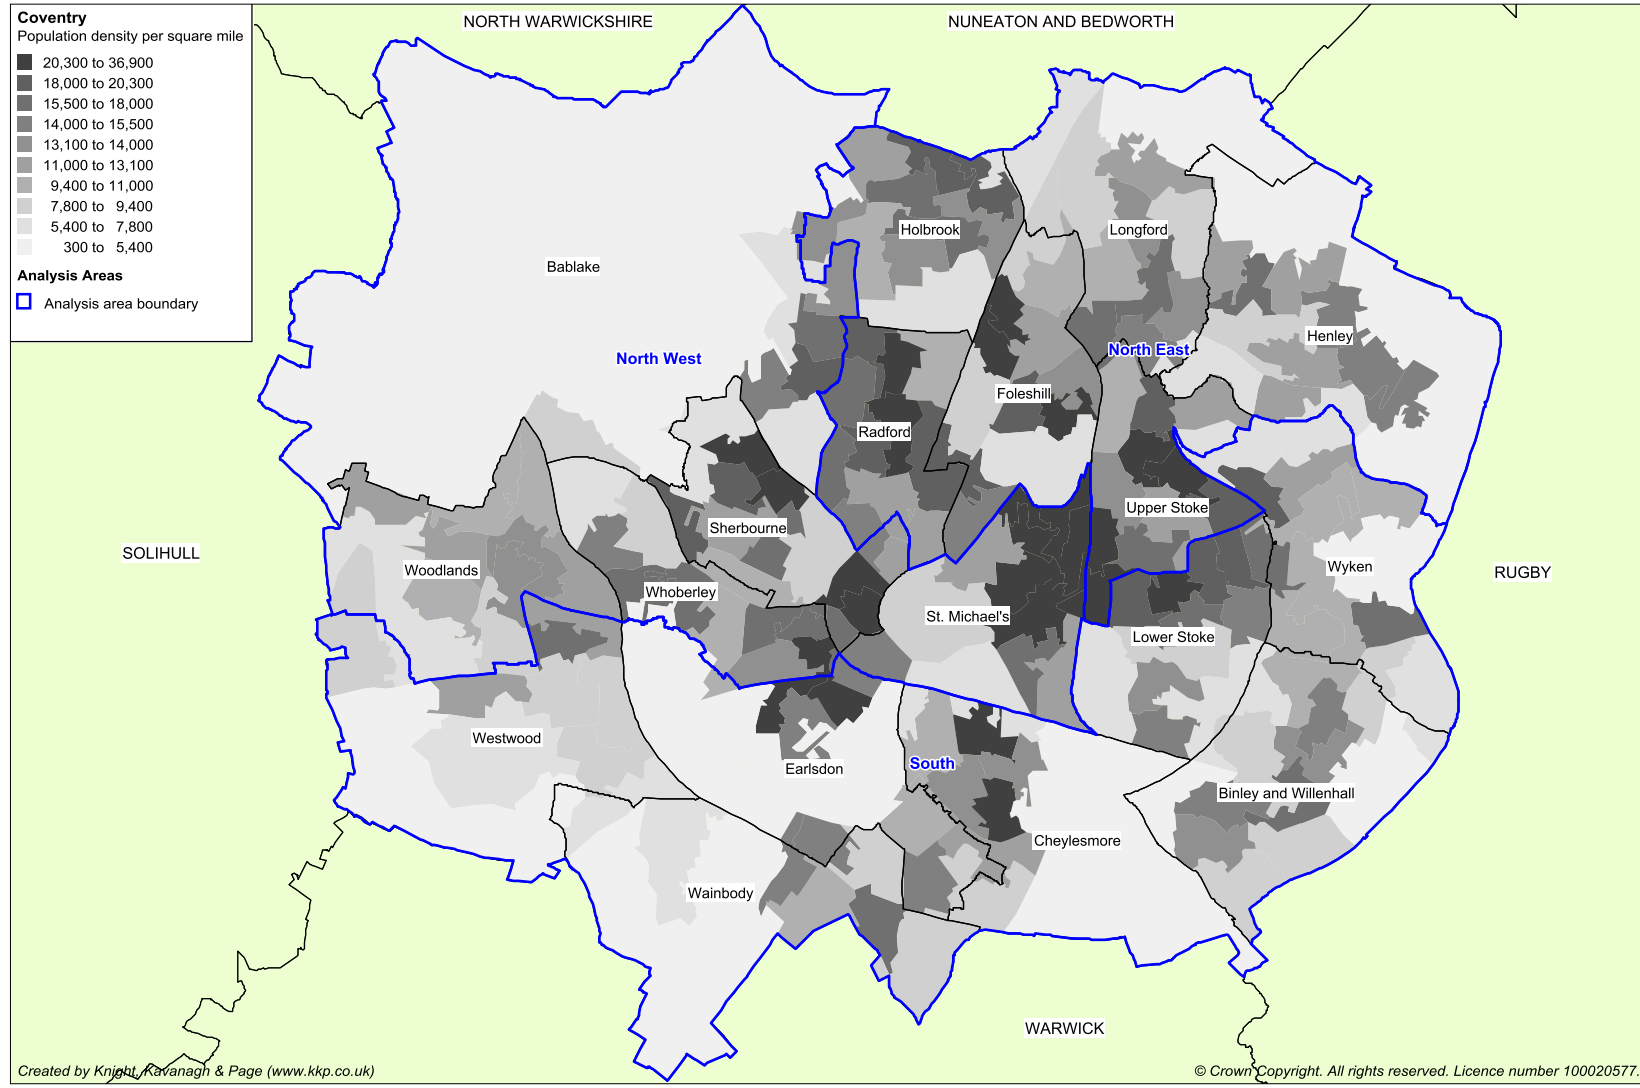 Coventry
Population density per square mile
20,300 to 36,900
18,000 to 20,300
15,500 to 18,000
14,000 to 15,500
13,100 to 14,000
11,000 to 13,100
9,400 to 11,000
7,800 to 9,400
5,400 to 7,800
300 to 5,400
Analysis Areas
Analysis area boundary
NORTH WARWICKSHIRE
NUNEATON AND BEDWORTH
Holbrook
Longford
Bablake
Henley
North East
North West
Foleshill
Radford
Upper Stoke
Sherbourne
SOLIHULL
Woodlands
Wyken
RUGBY
Whoberley
St. Michael's
Lower Stoke
Westwood
South
Earlsdon
Binley and Willenhall
Cheylesmore
Wainbody
WARWICK
Created by Knight, Kavanagh & Page (www.kkp.co.uk)
© Crown Copyright. All rights reserved. Licence number 100020577.